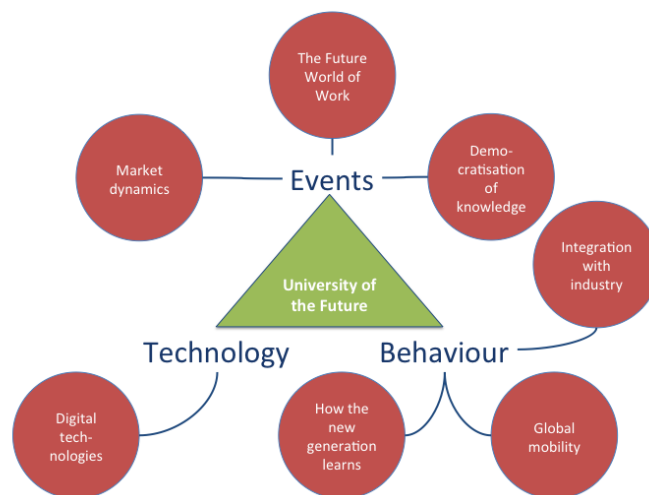 The Future
World of
Work
Market
dynamics
Events
Demo-
cratisation
of
knowledge
Integration
with
industry
University of
the Future
Technology
Behaviour
Digital
tech-
nologies
How the
new
generation
learns
Global
mobility